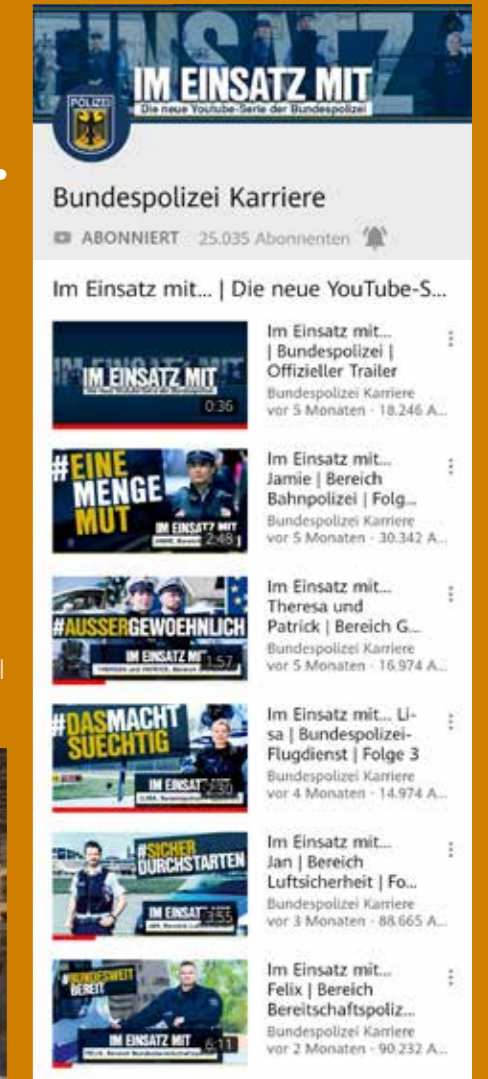 IM EINSATZ MIT
Die neue Youtube-Serie der Bundespolizei
POLIZEI
Bundespolizei Karriere
ABONNIERT 25.035 Abonnenten
Im Einsatz mit... | Die neue YouTube-S...
IM EINSATZ MIT
0:36
Im Einsatz mit...
| Bundespolizei |
Offizieller Trailer
Bundespolizei Karriere
vor 5 Monaten · 18.246 A...
#EINE
MENGE
MUT
IM EINSATZ MIT
2:48
Im Einsatz mit...
Jamie | Bereich
Bahnpolizei | Folg...
Bundespolizei Karriere
vor 5 Monaten · 30.342 A...
#AUSSERGEWOEHNLICH
IM EINSATZ MIT
1:57
Im Einsatz mit...
Theresa und
Patrick | Bereich G...
Bundespolizei Karriere
vor 5 Monaten · 16.974 A...
#DASMACHT
SUECHTIG
IM EINSATZ
Im Einsatz mit... Li-
sa | Bundespolizei-
Flugdienst | Folge 3
Bundespolizei Karriere
vor 4 Monaten · 14.974 A...
#SICHER
DURCHSTARTEN
IM EINSAT
3:55
Im Einsatz mit...
Jan | Bereich
Luftsicherheit | Fo...
Bundespolizei Karriere
vor 3 Monaten · 88.665 A...
#BUNDESWEIT
BEREIT
IM EINSATZ MIT
6:11
Im Einsatz mit...
Felix | Bereich
Bereitschaftspoliz...
Bundespolizei Karriere
vor 2 Monaten · 90.232 A...